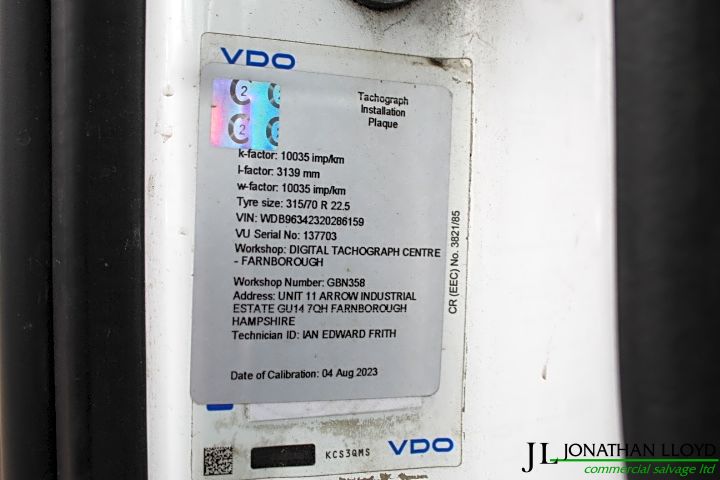 VDO
Tachograph
Installation
Plaque
2
2
k-factor: 10035 imp/km
l-factor: 3139 mm
w-factor: 10035 imp/km
Tyre size: 315/70 R 22.5
VIN: WDB96342320286159
VU Serial No: 137703
Workshop: DIGITAL TACHOGRAPH CENTRE
- FARNBOROUGH
Workshop Number: GBN358
Address: UNIT 11 ARROW INDUSTRIAL
ESTATE GU14 7QH FARNBOROUGH
HAMPSHIRE
Technician ID: IAN EDWARD FRITH
Date of Calibration: 04 Aug 2023
CR (EEC) No. 3821/85
KCS3QMS
VDO
JL JONATHAN LLOYD
commercial salvage ltd